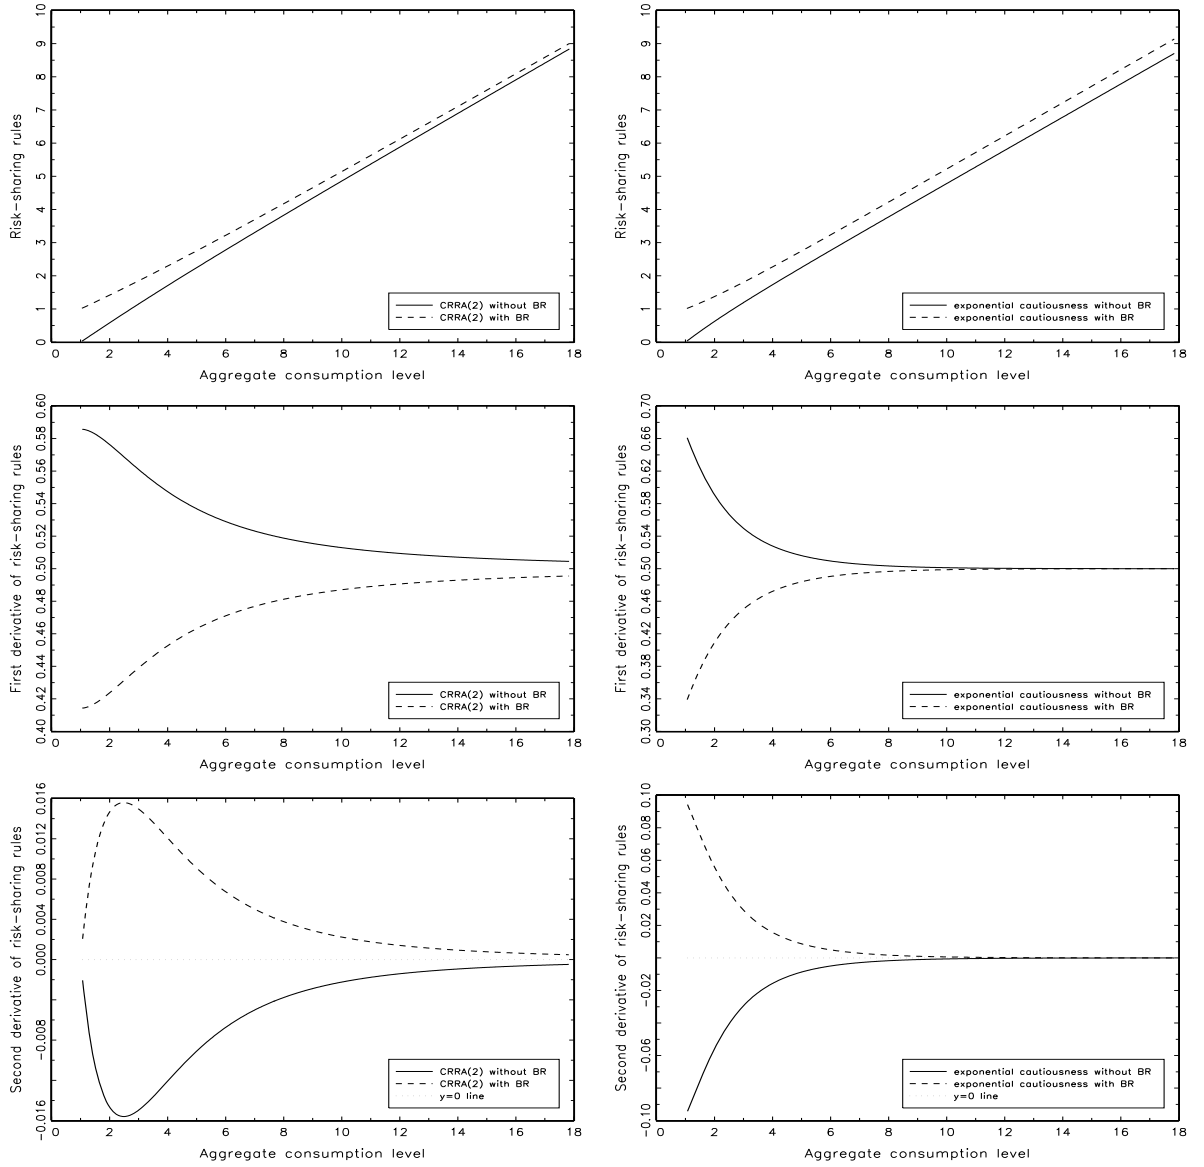 Risk-sharing rules
0 1 2 3 4 5 6 7 8 9 10
CRRA(2) without BR
CRRA(2) with BR
0 2 4 6 8 10 12 14 16 18
Aggregate consumption level
Risk-sharing rules
0 1 2 3 4 5 6 7 8 9 10
exponential cautiousness without BR
exponential cautiousness with BR
0 2 4 6 8 10 12 14 16 18
Aggregate consumption level
First derivative of risk-sharing rules
0.40 0.42 0.44 0.46 0.48 0.50 0.52 0.54 0.56 0.58 0.60
CRRA(2) without BR
CRRA(2) with BR
0 2 4 6 8 10 12 14 16 18
Aggregate consumption level
First derivative of risk-sharing rules
0.30 0.34 0.38 0.42 0.46 0.50 0.54 0.58 0.62 0.66 0.70
exponential cautiousness without BR
exponential cautiousness with BR
0 2 4 6 8 10 12 14 16 18
Aggregate consumption level
Second derivative of risk-sharing rules
-0.016 -0.008 0.000 0.004 0.008 0.012 0.016
CRRA(2) without BR
CRRA(2) with BR
y=0 line
0 2 4 6 8 10 12 14 16 18
Aggregate consumption level
Second derivative of risk-sharing rules
-0.10 -0.06 -0.02 0.02 0.04 0.06 0.08 0.10
exponential cautiousness without BR
exponential cautiousness with BR
y=0 line
0 2 4 6 8 10 12 14 16 18
Aggregate consumption level